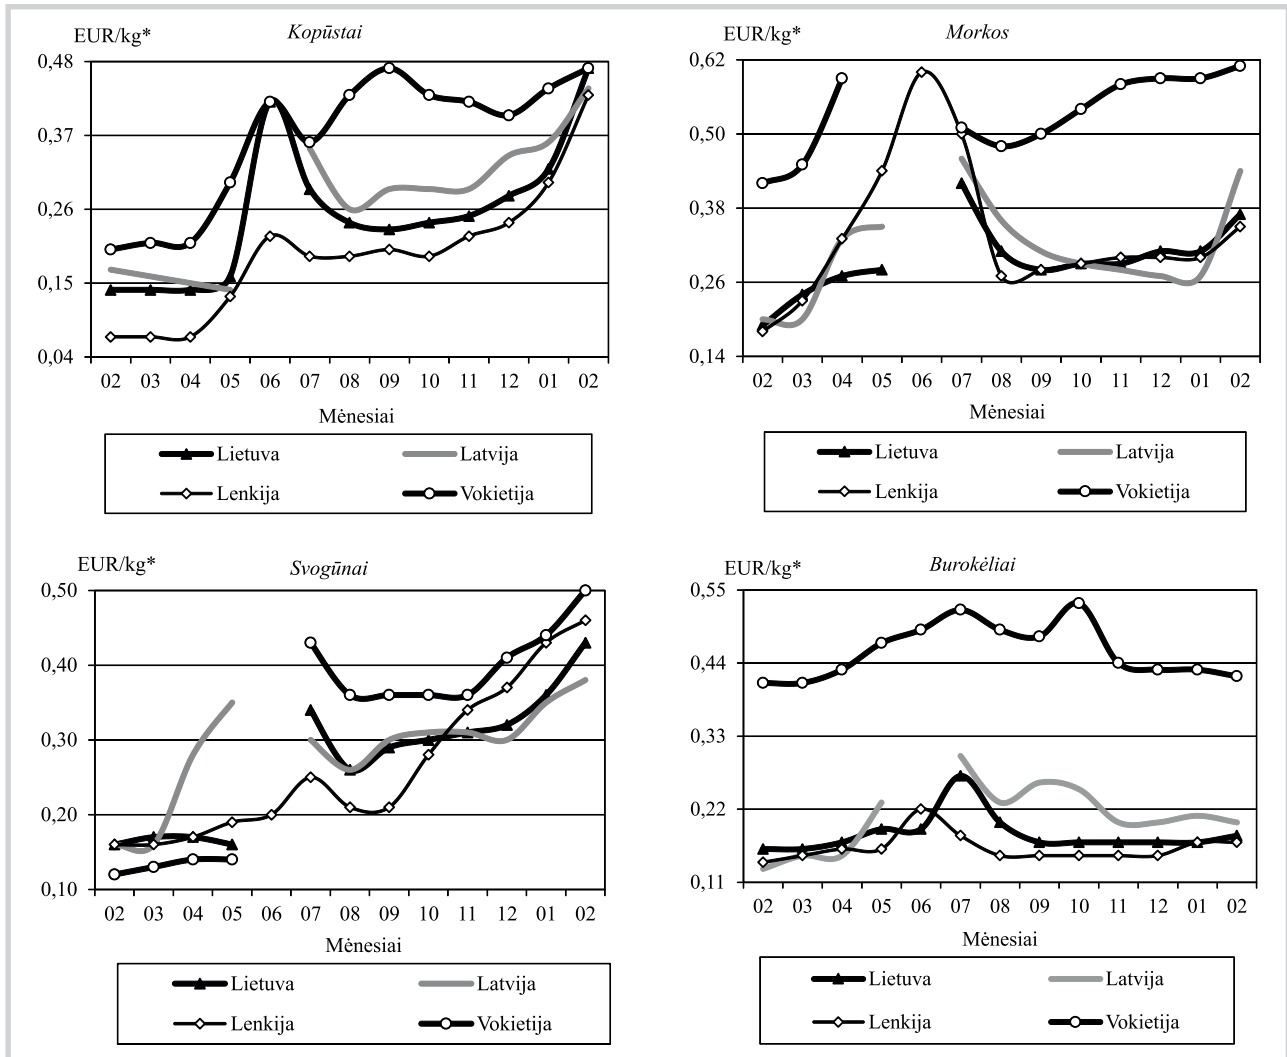 EUR/kg*
Kopūstai
0,48
0,37
0,26
0,15
0,04
02 03 04 05 06 07 08 09 10 11 12 01 02
Mėnesiai
Lietuva Latvija
Lenkija Vokietija
EUR/kg*
Morkos
0,62
0,50
0,38
0,26
0,14
02 03 04 05 06 07 08 09 10 11 12 01 02
Mėnesiai
Lietuva Latvija
Lenkija Vokietija
EUR/kg*
Svogūnai
0,50
0,40
0,30
0,20
0,10
02 03 04 05 06 07 08 09 10 11 12 01 02
Mėnesiai
Lietuva Latvija
Lenkija Vokietija
EUR/kg*
Burokėliai
0,55
0,44
0,33
0,22
0,11
02 03 04 05 06 07 08 09 10 11 12 01 02
Mėnesiai
Lietuva Latvija
Lenkija Vokietija